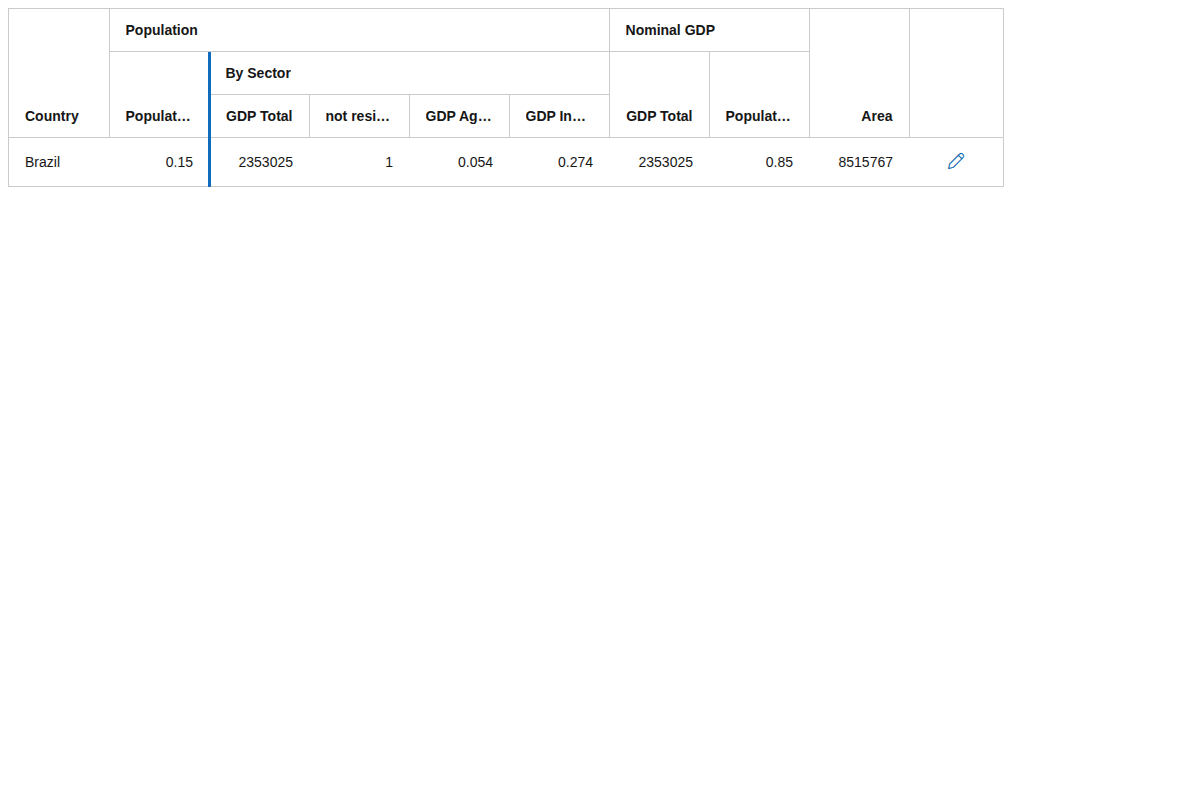 Population Nominal GDP
By Sector
Country Populat… GDP Total not resi… GDP Ag… GDP In… GDP Total Populat… Area
Brazil 0.15 2353025 1 0.054 0.274 2353025 0.85 8515767